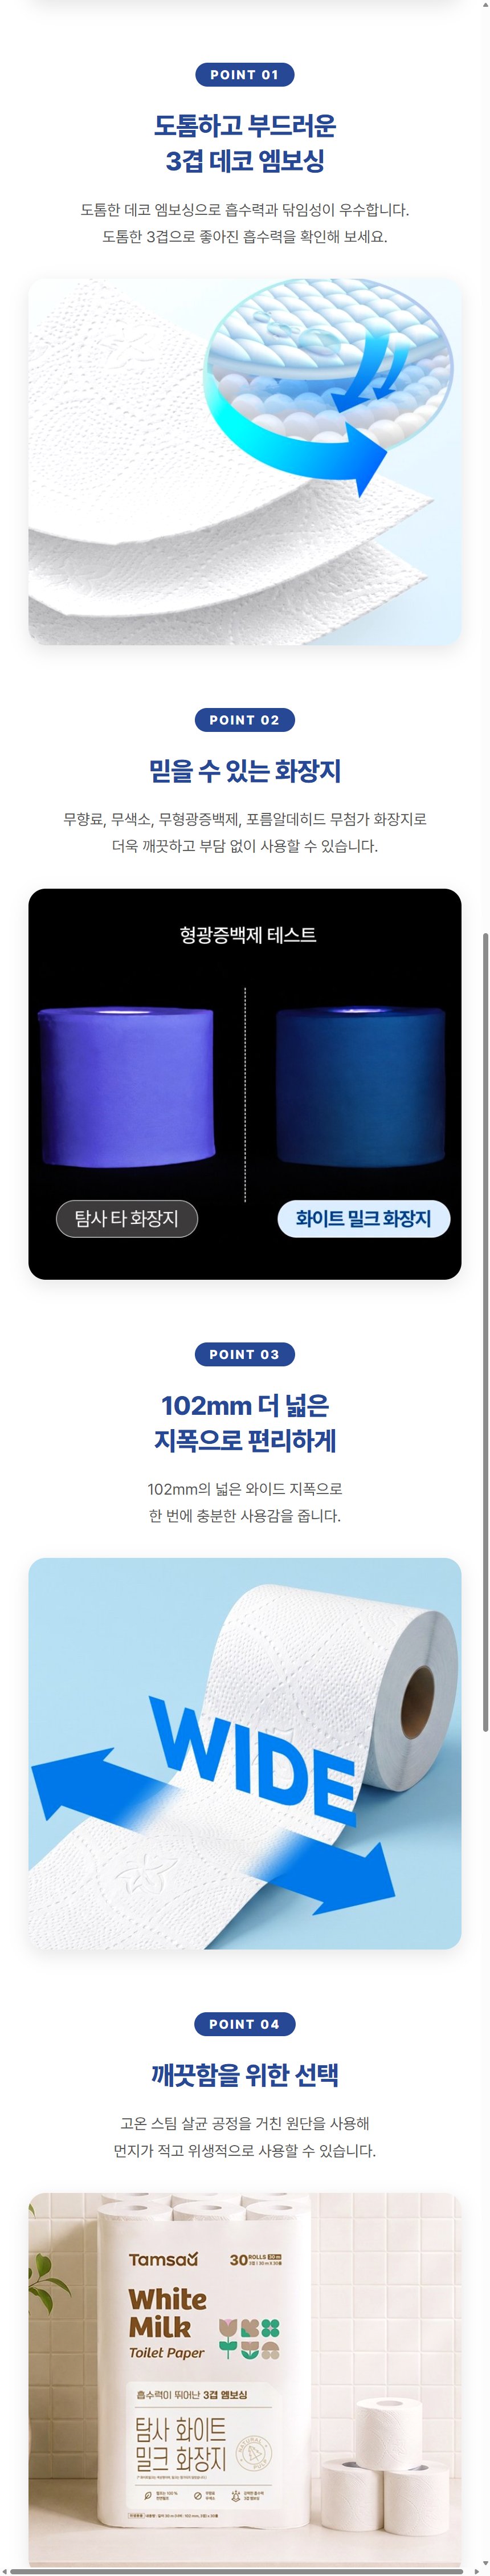 POINT 01
도톰하고 부드러운
3겹 데코 엠보싱
도톰한 데코 엠보싱으로 흡수력과 닦임성이 우수합니다.
도톰한 3겹으로 좋아진 흡수력을 확인해 보세요.
POINT 02
믿을 수 있는 화장지
무향료, 무색소, 무형광증백제, 포름알데히드 무첨가 화장지로
더욱 깨끗하고 부담 없이 사용할 수 있습니다.
형광증백제 테스트
탐사 타 화장지
화이트 밀크 화장지
POINT 03
102mm 더 넓은
지폭으로 편리하게
102mm의 넓은 와이드 지폭으로
한 번에 충분한 사용감을 줍니다.
WIDE
POINT 04
깨끗함을 위한 선택
고온 스팀 살균 공정을 거친 원단을 사용해
먼지가 적고 위생적으로 사용할 수 있습니다.
Tamsaa
30 ROLLS 30 m
3겹 | 30 m X 30롤
White
Milk
Toilet Paper
흡수력이 뛰어난 3겹 엠보싱
탐사 화이트
밀크 화장지